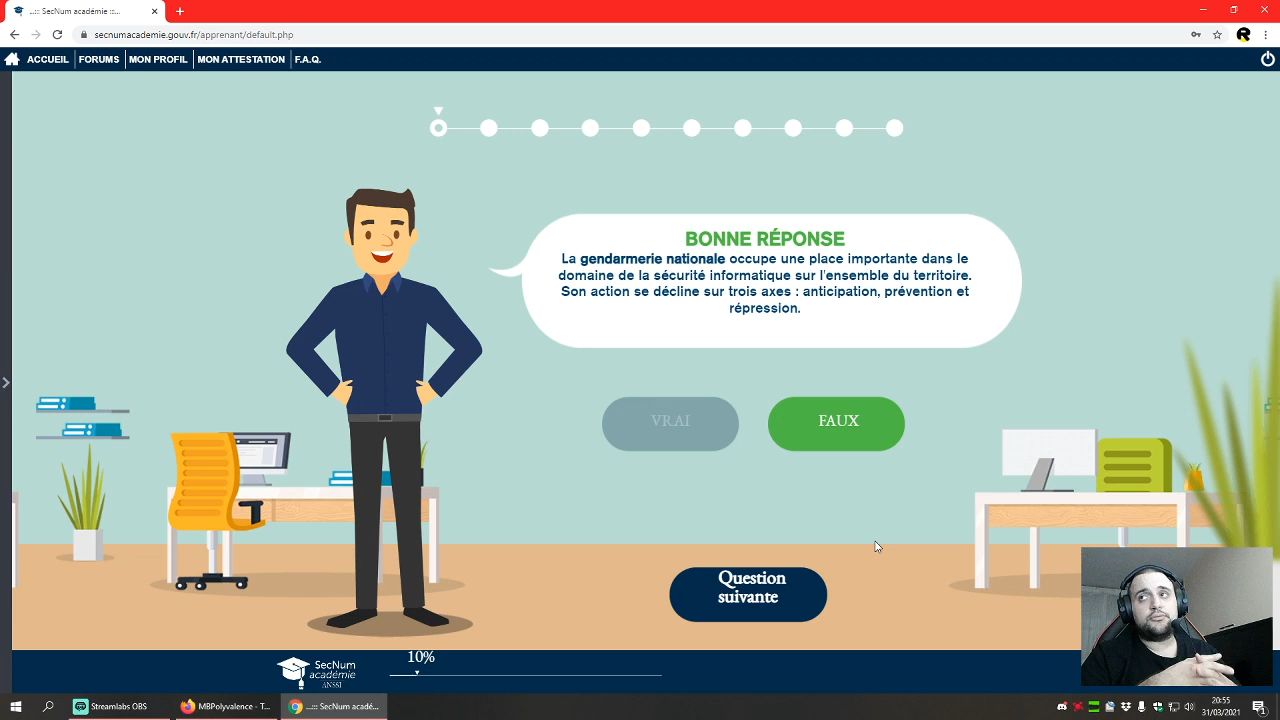 ..:: SecNum académie ::...
secnumacademie.gouv.fr/apprenant/default.php
ACCUEIL FORUMS MON PROFIL MON ATTESTATION F.A.Q.
BONNE RÉPONSE
La gendarmerie nationale occupe une place importante dans le
domaine de la sécurité informatique sur l'ensemble du territoire.
Son action se décline sur trois axes : anticipation, prévention et
répression.
VRAI FAUX
Question
suivante
10%
SecNum
académie
ANSSI
Streamlabs OBS
MBPolyvalence - T...
..::: SecNum acadé...
20:55
31/03/2021